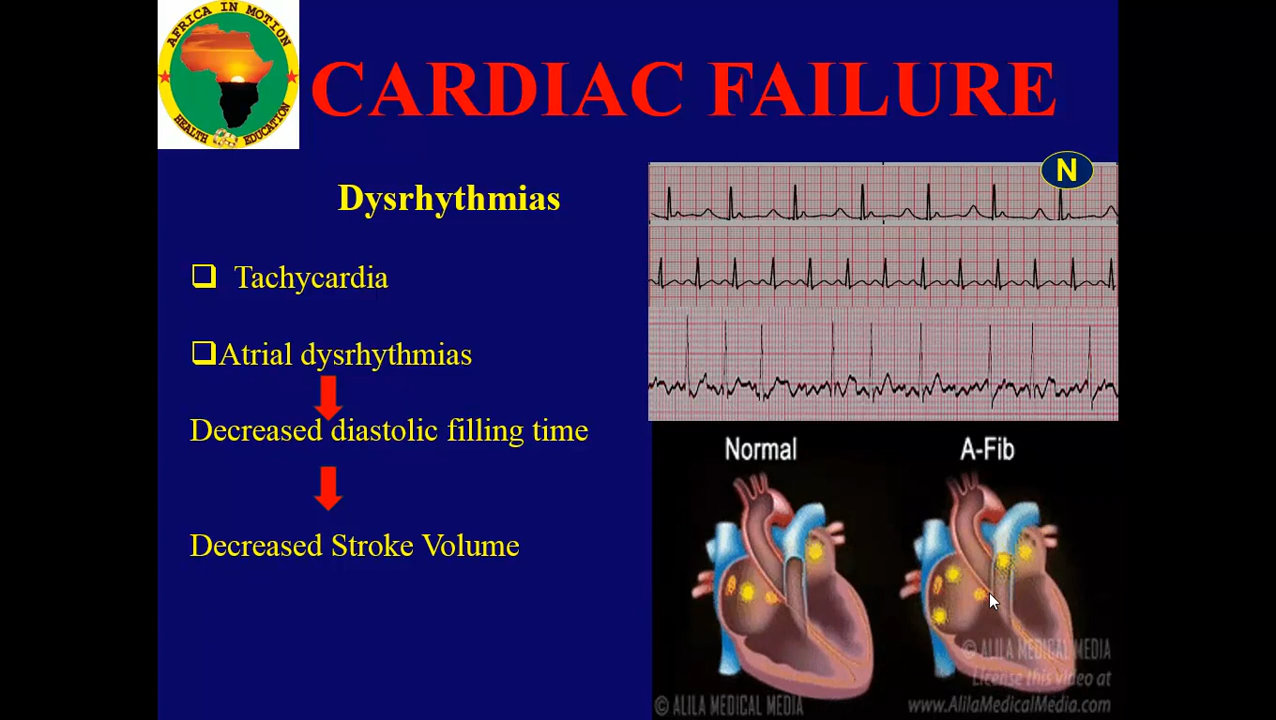 AFRICA IN MOTION
HEALTH EDUCATION
CARDIAC FAILURE
N
Dysrhythmias
Tachycardia
Atrial dysrhythmias
Decreased diastolic filling time
Decreased Stroke Volume
Normal
A-Fib
© ALILA MEDICAL MEDIA
License this video at
© ALILA MEDICAL MEDIA
www.AlilaMedicalMedia.com